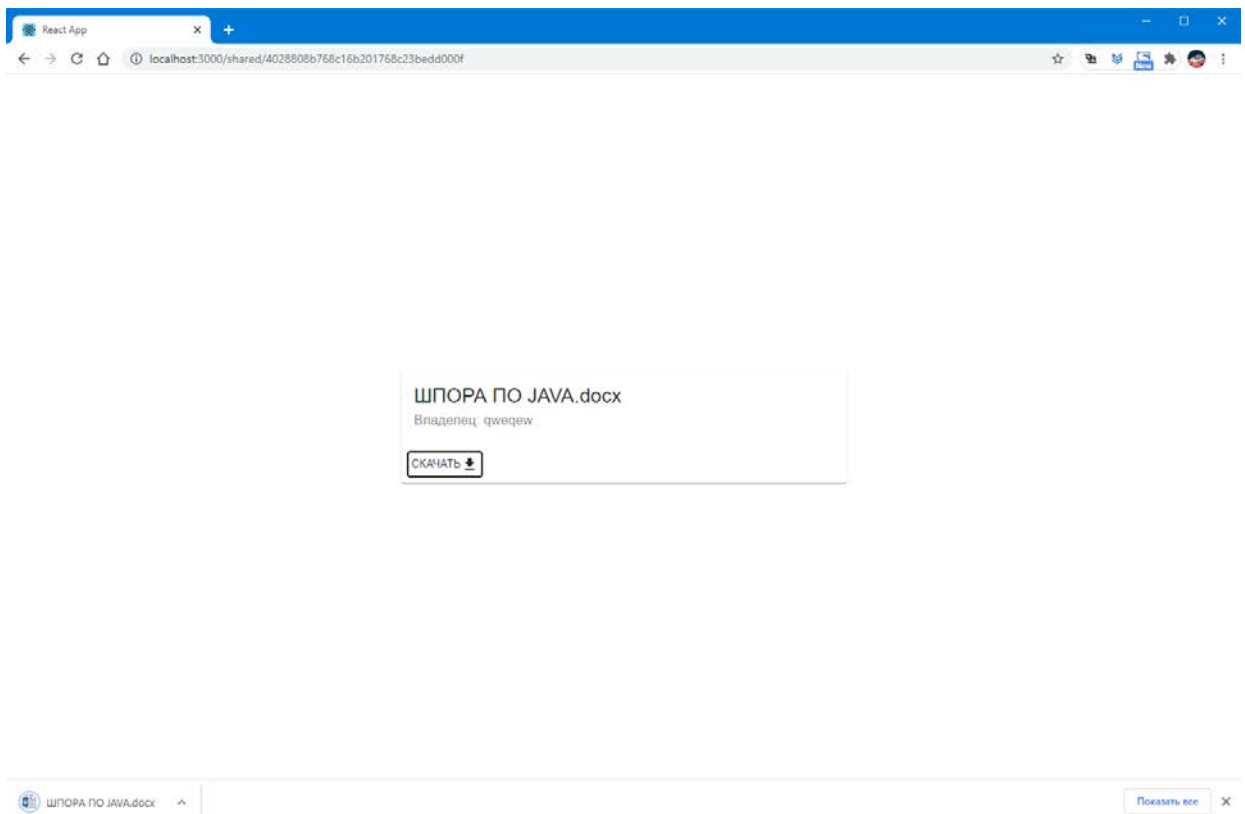 React App
localhost:3000/shared/4028808b768c16b201768c23bedd000f
New
ШПОРА ПО JAVA.docx
Владелец: qweqew
СКАЧАТЬ
ШПОРА ПО JAVA.docx
Показать все